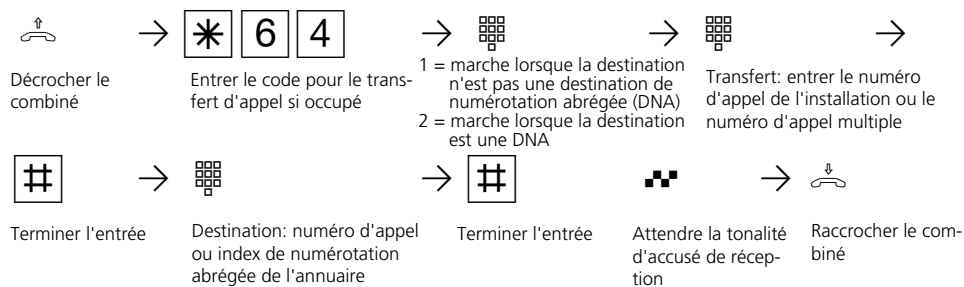 * 6 4
Décrocher le
combiné
Entrer le code pour le trans-
fert d'appel si occupé
1 = marche lorsque la destination
n'est pas une destination de
numérotation abrégée (DNA)
2 = marche lorsque la destination
est une DNA
Transfert: entrer le numéro
d'appel de l'installation ou le
numéro d'appel multiple
#
#
Terminer l'entrée
Destination: numéro d'appel
ou index de numérotation
abrégée de l'annuaire
Terminer l'entrée
Attendre la tonalité
d'accusé de récep-
tion
Raccrocher le com-
biné